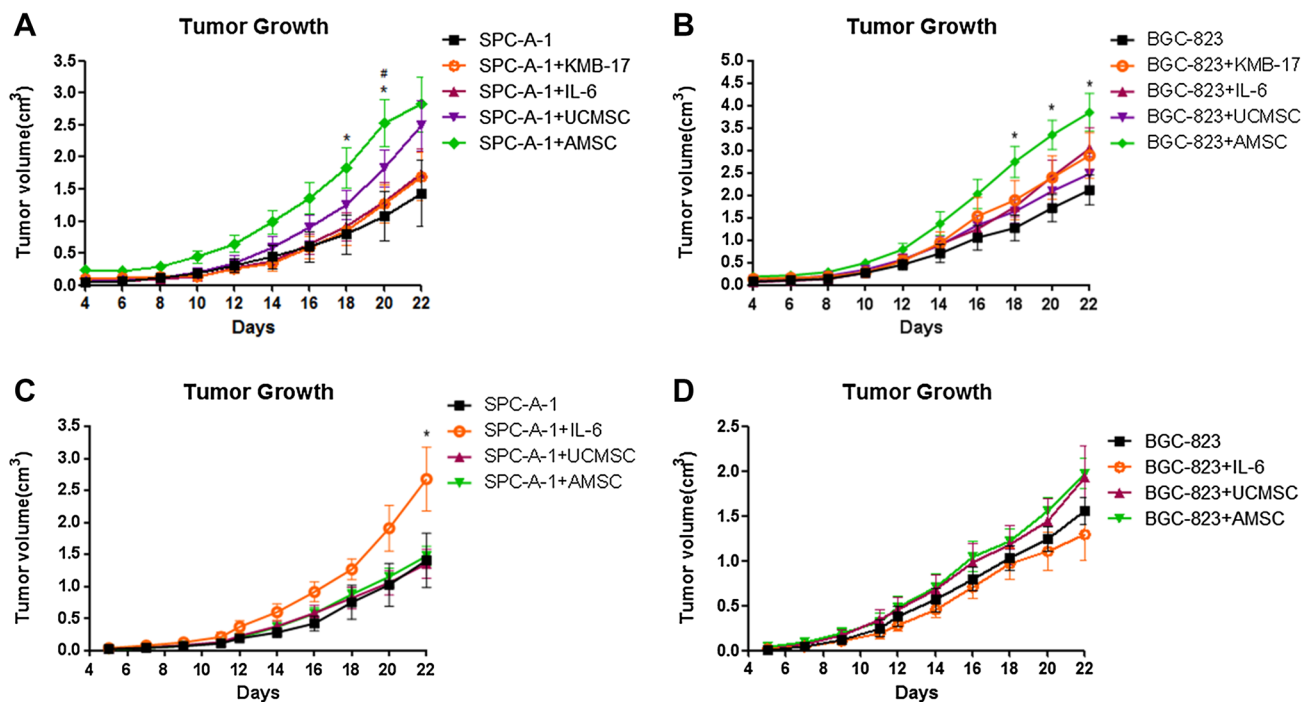 A
Tumor Growth
SPC-A-1
SPC-A-1+KMB-17
SPC-A-1+IL-6
SPC-A-1+UCMSC
SPC-A-1+AMSC
Tumor volume(cm³)
3.5
3.0
2.5
2.0
1.5
1.0
0.5
0.0
#
*
*
4 6 8 10 12 14 16 18 20 22
Days
B
Tumor Growth
BGC-823
BGC-823+KMB-17
BGC-823+IL-6
BGC-823+UCMSC
BGC-823+AMSC
Tumor volume(cm³)
5.0
4.5
4.0
3.5
3.0
2.5
2.0
1.5
1.0
0.5
0.0
* * *
4 6 8 10 12 14 16 18 20 22
Days
C
Tumor Growth
SPC-A-1
SPC-A-1+IL-6
SPC-A-1+UCMSC
SPC-A-1+AMSC
Tumor volume(cm³)
3.5
3.0
2.5
2.0
1.5
1.0
0.5
0.0
*
4 6 8 10 12 14 16 18 20 22
Days
D
Tumor Growth
BGC-823
BGC-823+IL-6
BGC-823+UCMSC
BGC-823+AMSC
Tumor volume(cm³)
2.5
2.0
1.5
1.0
0.5
0.0
4 6 8 10 12 14 16 18 20 22
Days